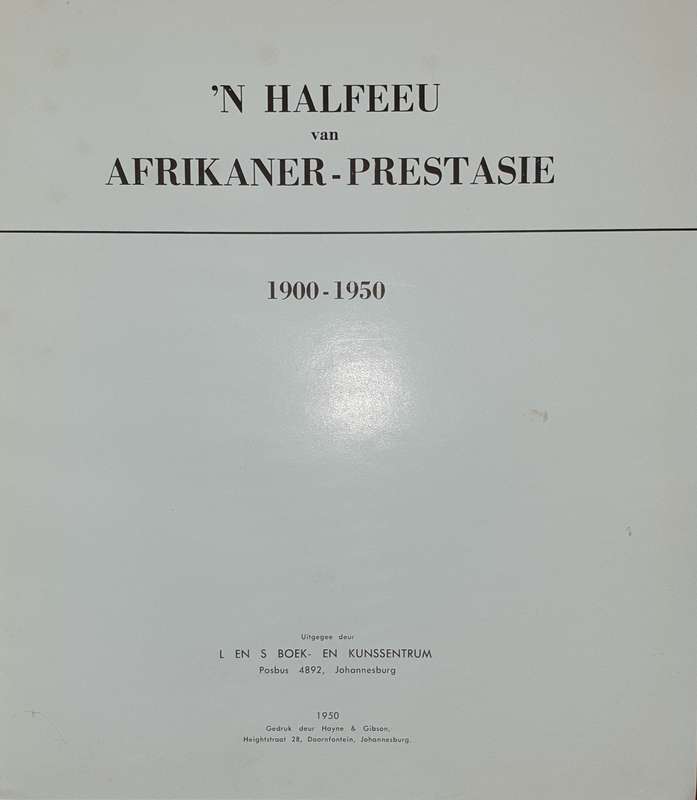 'N HALFEEU
van
AFRIKANER-PRESTASIE
1900-1950
Uitgegee deur
L EN S BOEK- EN KUNSSENTRUM
Posbus 4892, Johannesburg
1950
Gedruk deur Hayne & Gibson,
Heightstraat 28, Doornfontein, Johannesburg.